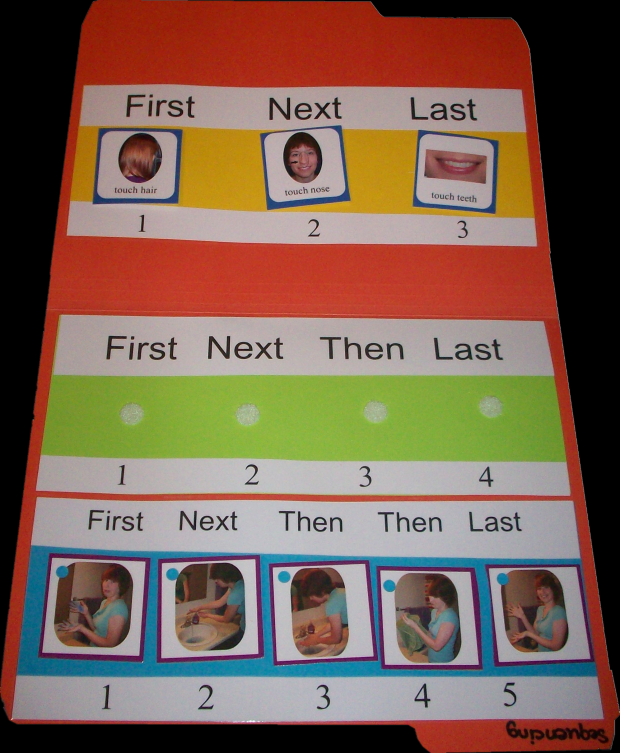 First Next Last
touch hair touch nose touch teeth
1 2 3
First Next Then Last
1 2 3 4
First Next Then Then Last
1 2 3 4 5
Sequencing